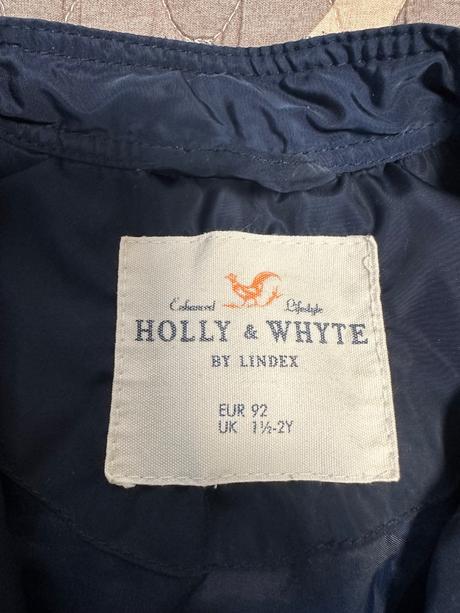 Enhanced Lifestyle
HOLLY & WHYTE
BY LINDEX
EUR 92
UK 1½-2Y